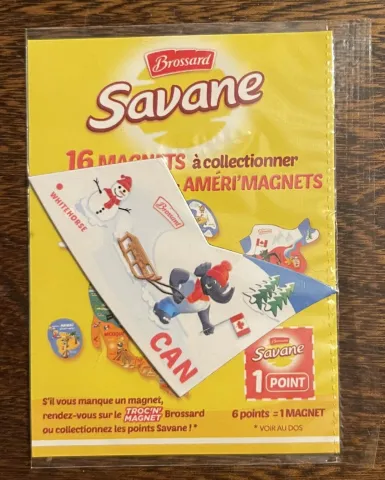 Brossard
Savane
16 MAGNETS à collectionner
AMÉRI'MAGNETS
WHITEHORSE
Brossard
CAN
Brossard
Savane
1 POINT
S'il vous manque un magnet,
rendez-vous sur le TROC'N' MAGNET Brossard
ou collectionnez les points Savane ! *
6 points = 1 MAGNET
* VOIR AU DOS